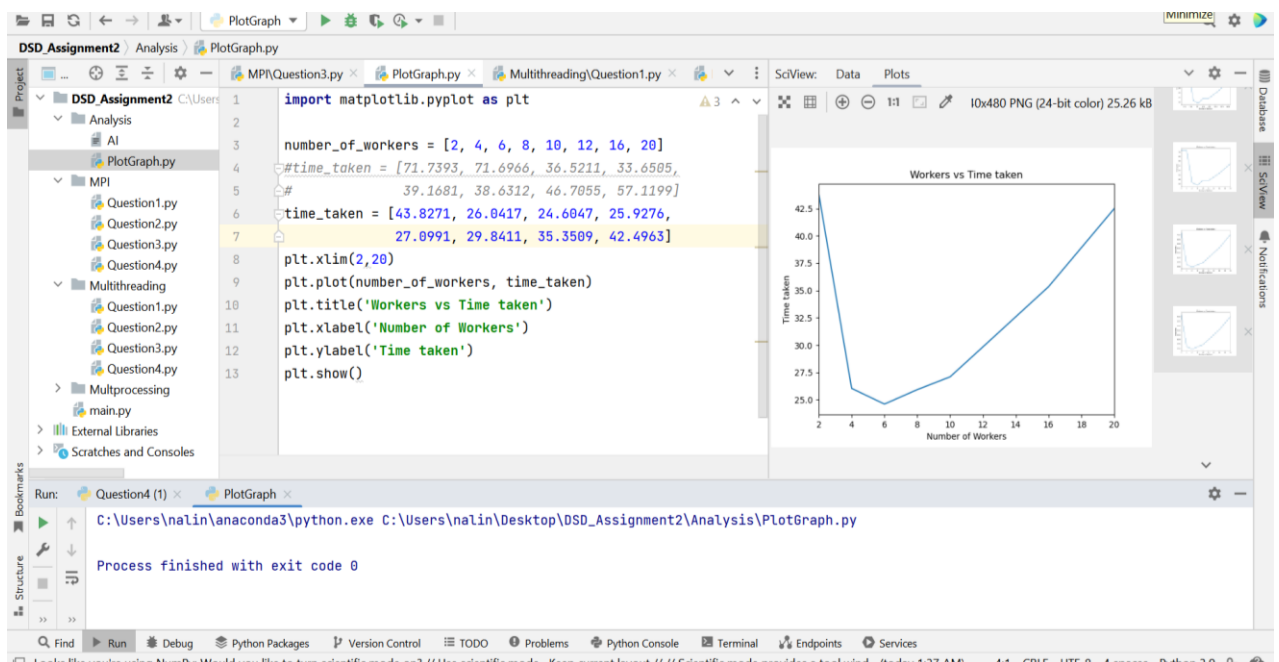 PlotGraph
Minimize
DSD_Assignment2 Analysis PlotGraph.py
Project
...
MPI\Question3.py PlotGraph.py Multithreading\Question1.py
SciView: Data Plots
DSD_Assignment2 C:\Users
Analysis
AI
PlotGraph.py
MPI
Question1.py
Question2.py
Question3.py
Question4.py
Multithreading
Question1.py
Question2.py
Question3.py
Question4.py
Multprocessing
main.py
External Libraries
Scratches and Consoles
3
1 import matplotlib.pyplot as plt
2
3 number_of_workers = [2, 4, 6, 8, 10, 12, 16, 20]
4 #time_taken = [71.7393, 71.6966, 36.5211, 33.6505,
5 # 39.1681, 38.6312, 46.7055, 57.1199]
6 time_taken = [43.8271, 26.0417, 24.6047, 25.9276,
7 27.0991, 29.8411, 35.3509, 42.4963]
8 plt.xlim(2,20)
9 plt.plot(number_of_workers, time_taken)
10 plt.title('Workers vs Time taken')
11 plt.xlabel('Number of Workers')
12 plt.ylabel('Time taken')
13 plt.show()
1:1 10x480 PNG (24-bit color) 25.26 kB
Workers vs Time taken
Time taken
42.5
40.0
37.5
35.0
32.5
30.0
27.5
25.0
2 4 6 8 10 12 14 16 18 20
Number of Workers
Database
SciView
Notifications
Bookmarks
Structure
Run: Question4 (1) PlotGraph
C:\Users\nalin\anaconda3\python.exe C:\Users\nalin\Desktop\DSD_Assignment2\Analysis\PlotGraph.py
Process finished with exit code 0
Find Run Debug Python Packages Version Control TODO Problems Python Console Terminal Endpoints Services